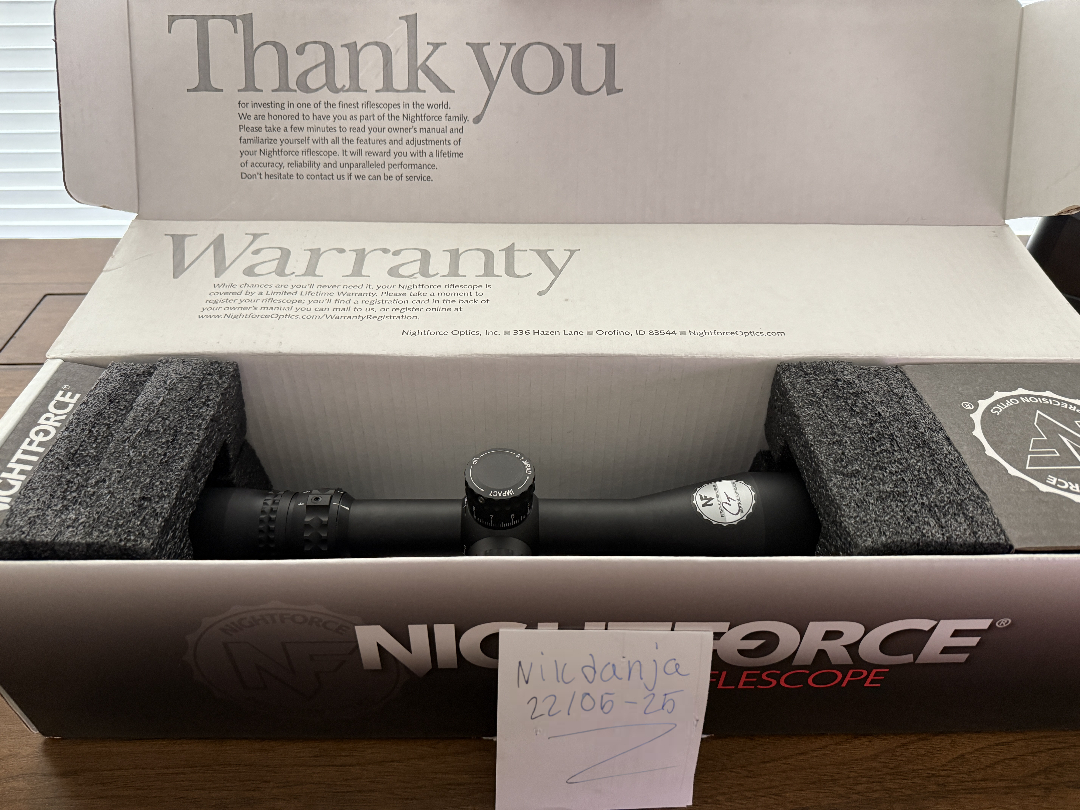 Thank you
for investing in one of the finest riflescopes in the world.
We are honored to have you as part of the Nightforce family.
Please take a few minutes to read your owner's manual and
familiarize yourself with all the features and adjustments of
your Nightforce riflescope. It will reward you with a lifetime
of accuracy, reliability and unparalleled performance.
Don't hesitate to contact us if we can be of service.
Warranty
While chances are you'll never need it, your Nightforce riflescope is
covered by a Limited Lifetime Warranty. Please take a moment to
register your riflescope; you'll find a registration card in the back of
your owner's manual you can mail to us, or register online at
www.NightforceOptics.com/WarrantyRegistration.
Nightforce Optics, Inc. ■ 336 Hazen Lane ■ Orofino, ID 83544 ■ NightforceOptics.com
NIGHTFORCE®
PRECISION OPTICS
®
UP
IMPACT
NF
NIGHTFORCE
NF
NIGHTFORCE®
FLESCOPE
Nikdanja
22/05-25